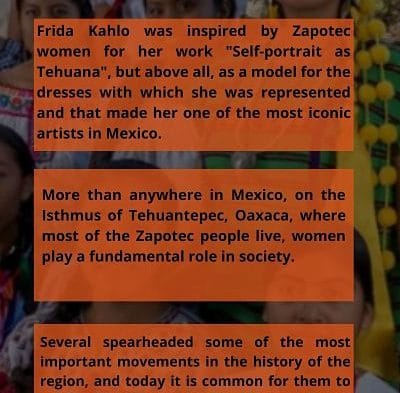 Frida Kahlo was inspired by Zapotec
women for her work "Self-portrait as
Tehuana", but above all, as a model for the
dresses with which she was represented
and that made her one of the most iconic
artists in Mexico.
More than anywhere in Mexico, on the
Isthmus of Tehuantepec, Oaxaca, where
most of the Zapotec people live, women
play a fundamental role in society.
Several spearheaded some of the most
important movements in the history of the
region, and today it is common for them to